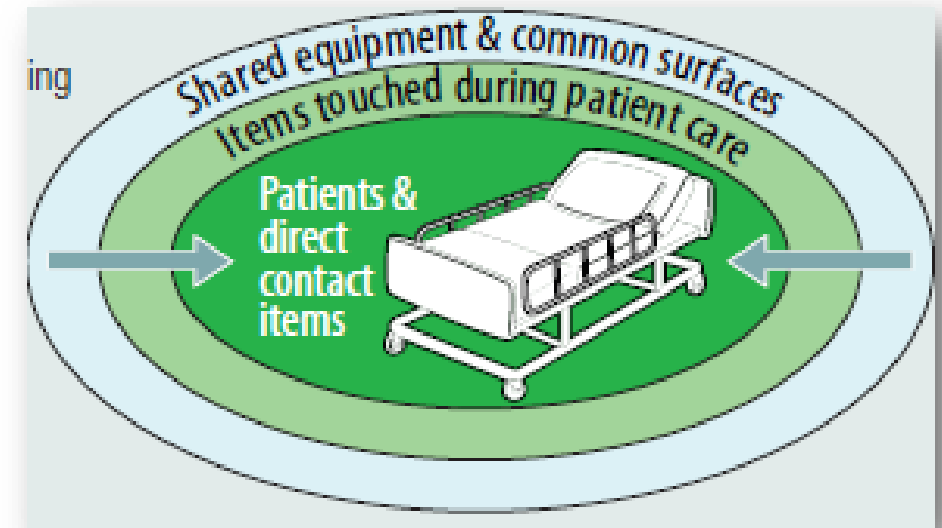 Shared equipment & common surfaces
ing
Items touched during patient care
Patients &
direct
contact
items